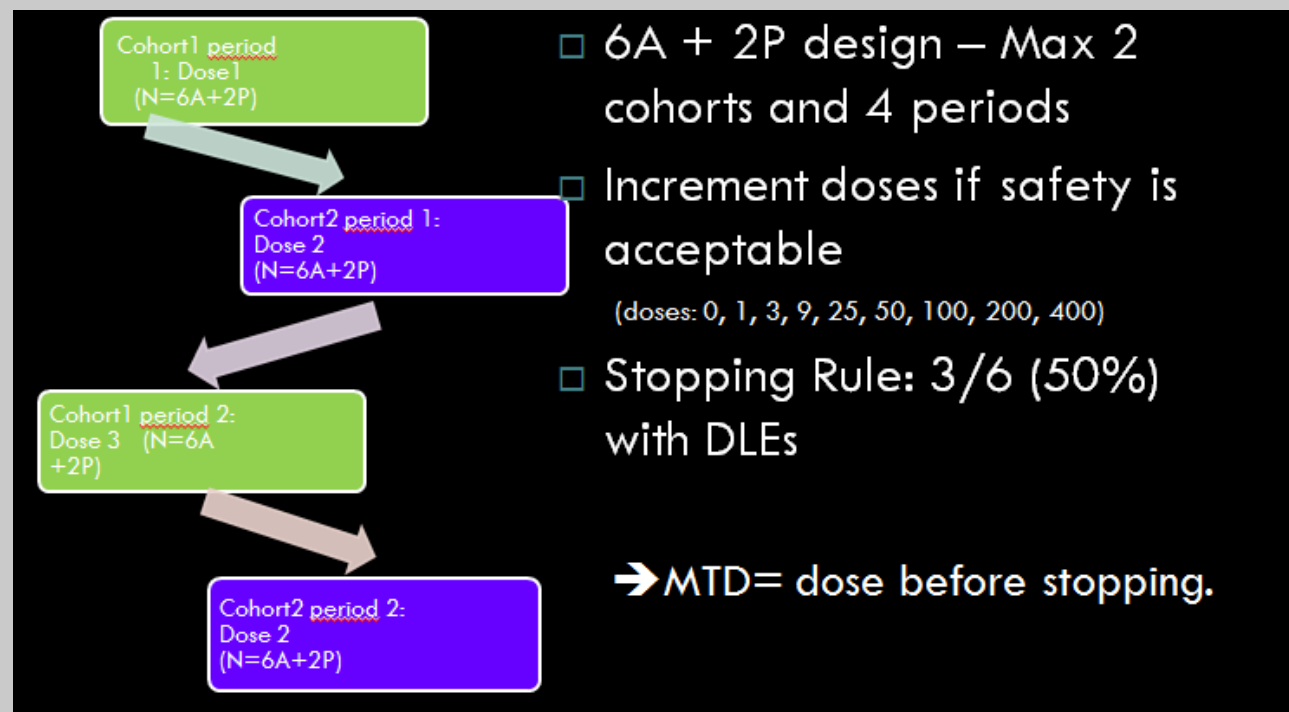 Cohort1 period
1: Dose1
(N=6A+2P)
Cohort2 period 1:
Dose 2
(N=6A+2P)
Cohort1 period 2:
Dose 3 (N=6A
+2P)
Cohort2 period 2:
Dose 2
(N=6A+2P)
6A + 2P design – Max 2
cohorts and 4 periods
Increment doses if safety is
acceptable
(doses: 0, 1, 3, 9, 25, 50, 100, 200, 400)
Stopping Rule: 3/6 (50%)
with DLEs
➔MTD= dose before stopping.